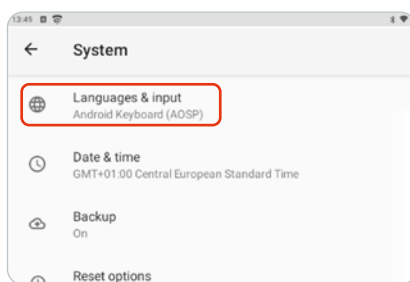 13:49
System
Languages & input
Android Keyboard (AOSP)
Date & time
GMT+01:00 Central European Standard Time
Backup
On
Reset options